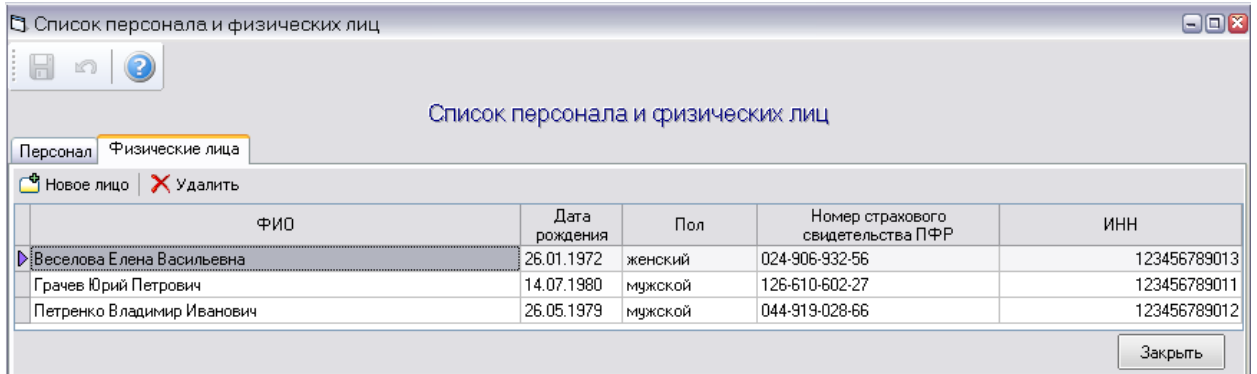 Список персонала и физических лиц
Список персонала и физических лиц
Персонал Физические лица
Новое лицо Удалить
ФИО Дата рождения Пол Номер страхового свидетельства ПФР ИНН
Веселова Елена Васильевна 26.01.1972 женский 024-906-932-56 123456789013
Грачев Юрий Петрович 14.07.1980 мужской 126-610-602-27 123456789011
Петренко Владимир Иванович 26.05.1979 мужской 044-919-028-66 123456789012
Закрыть